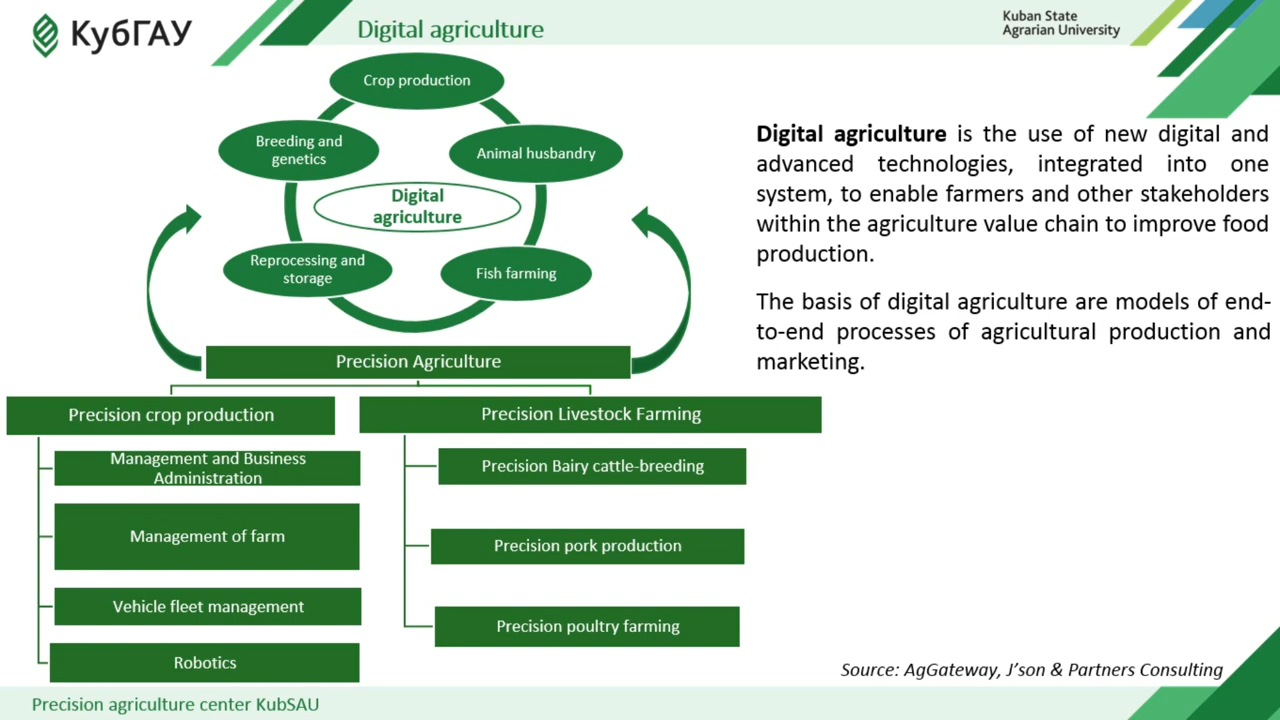 КубГАУ
Digital agriculture
Kuban State
Agrarian University
Crop production
Breeding and
genetics
Animal husbandry
Digital
agriculture
Reprocessing and
storage
Fish farming
Precision Agriculture
Precision crop production
Management and Business
Administration
Management of farm
Vehicle fleet management
Robotics
Precision Livestock Farming
Precision Bairy cattle-breeding
Precision pork production
Precision poultry farming
Digital agriculture is the use of new digital and
advanced technologies, integrated into one
system, to enable farmers and other stakeholders
within the agriculture value chain to improve food
production.
The basis of digital agriculture are models of end-
to-end processes of agricultural production and
marketing.
Source: AgGateway, J’son & Partners Consulting
Precision agriculture center KubSAU